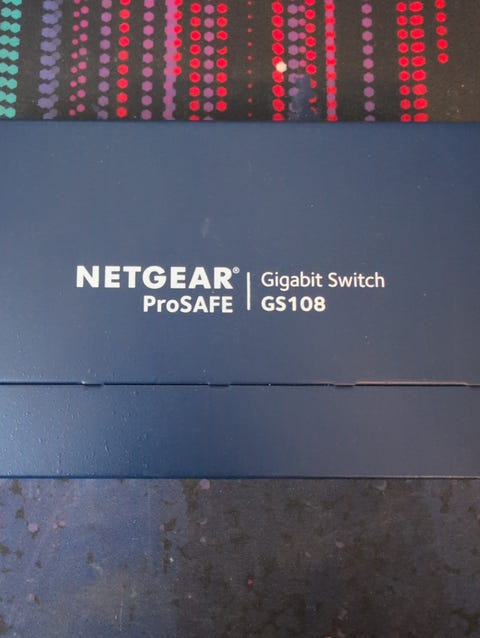 NETGEAR® | Gigabit Switch
ProSAFE | GS108